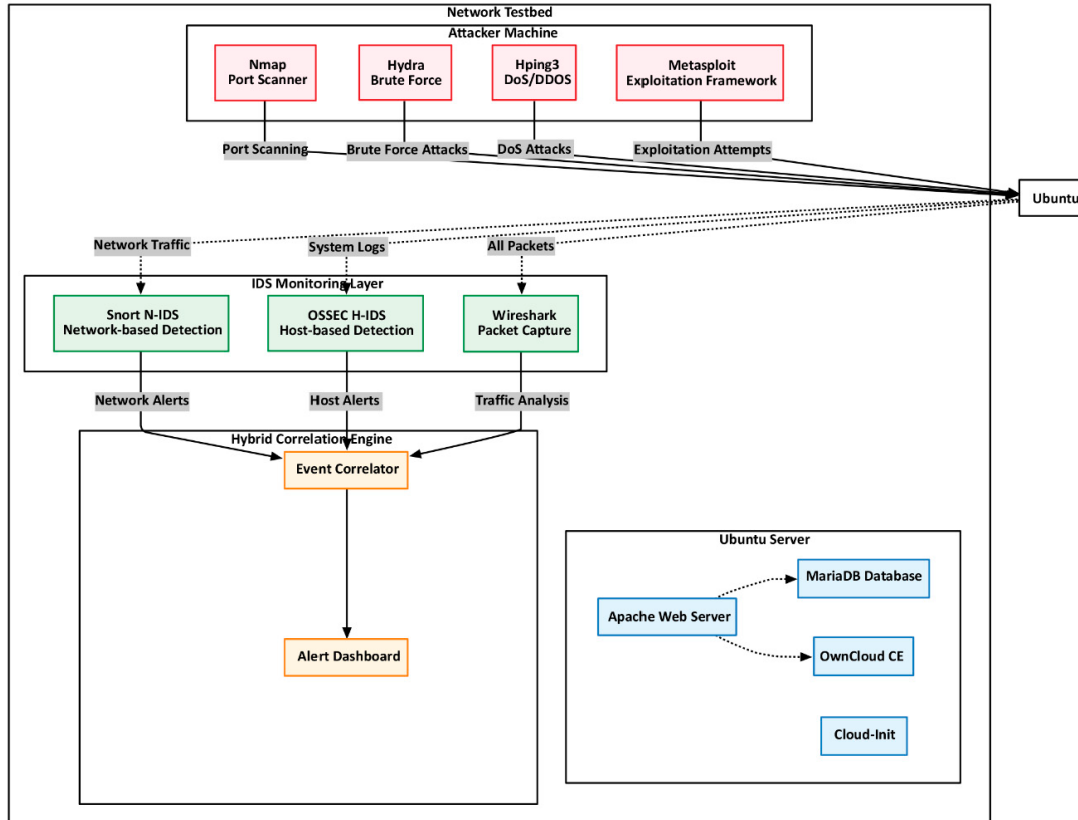 Network Testbed
Attacker Machine
Nmap
Port Scanner
Hydra
Brute Force
Hping3
DoS/DDOS
Metasploit
Exploitation Framework
Port Scanning
Brute Force Attacks
DoS Attacks
Exploitation Attempts
Ubuntu
Network Traffic
System Logs
All Packets
IDS Monitoring Layer
Snort N-IDS
Network-based Detection
OSSEC H-IDS
Host-based Detection
Wireshark
Packet Capture
Network Alerts
Host Alerts
Traffic Analysis
Hybrid Correlation Engine
Event Correlator
Alert Dashboard
Ubuntu Server
MariaDB Database
Apache Web Server
OwnCloud CE
Cloud-Init